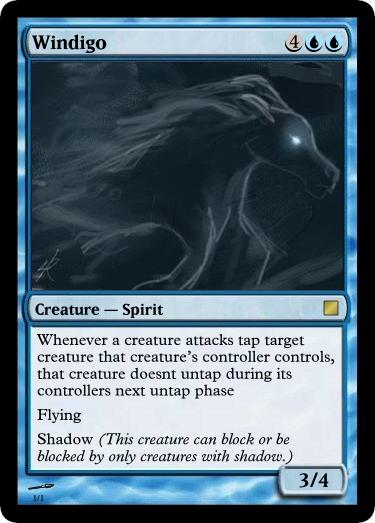 Windigo 4
Creature — Spirit
Whenever a creature attacks tap target
creature that creature's controller controls,
that creature doesnt untap during its
controllers next untap phase
Flying
Shadow (This creature can block or be
blocked by only creatures with shadow.)
3/4
1/1